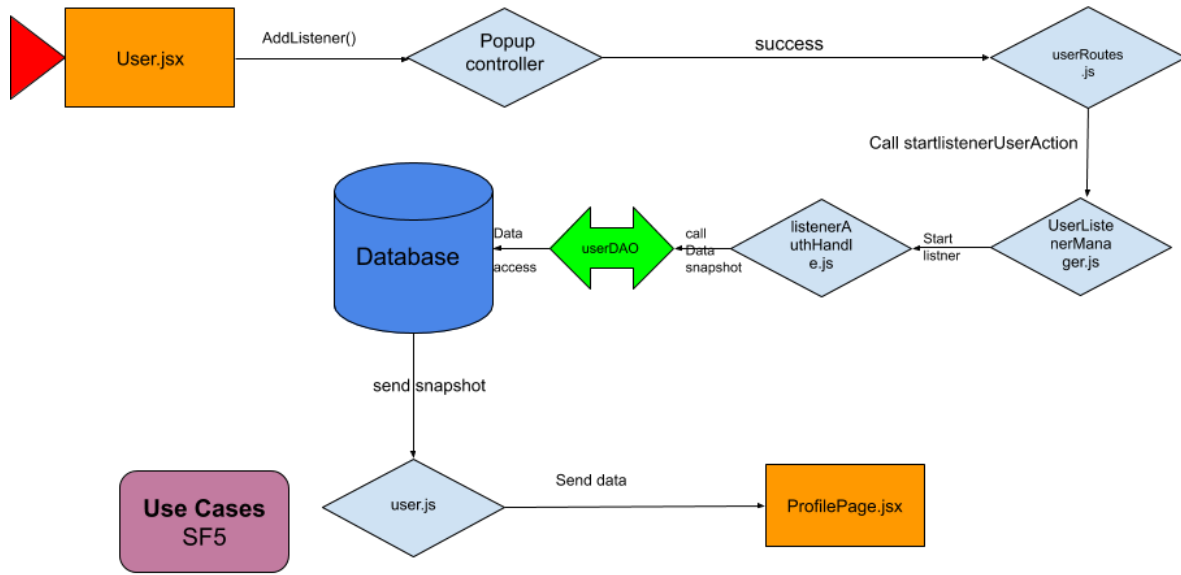 User.jsx
AddListener()
Popup
controller
success
userRoutes
.js
Call startlistenerUserAction
Database
Data
access
userDAO
call
Data
snapshot
listenerA
uthHandl
e.js
Start
listner
UserListe
nerMana
ger.js
send snapshot
Use Cases
SF5
user.js
Send data
ProfilePage.jsx